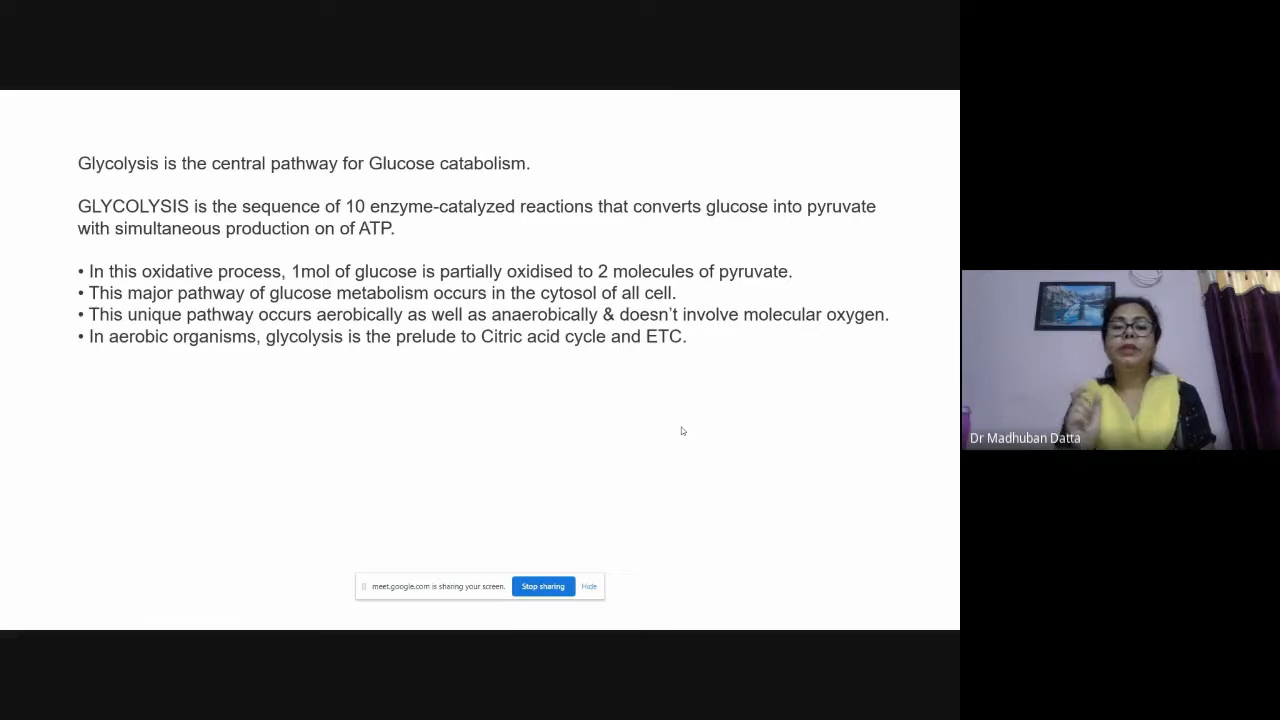 Glycolysis is the central pathway for Glucose catabolism.
GLYCOLYSIS is the sequence of 10 enzyme-catalyzed reactions that converts glucose into pyruvate
with simultaneous production on of ATP.
• In this oxidative process, 1mol of glucose is partially oxidised to 2 molecules of pyruvate.
• This major pathway of glucose metabolism occurs in the cytosol of all cell.
• This unique pathway occurs aerobically as well as anaerobically & doesn’t involve molecular oxygen.
• In aerobic organisms, glycolysis is the prelude to Citric acid cycle and ETC.
Dr Madhuban Datta
meet.google.com is sharing your screen. Stop sharing Hide